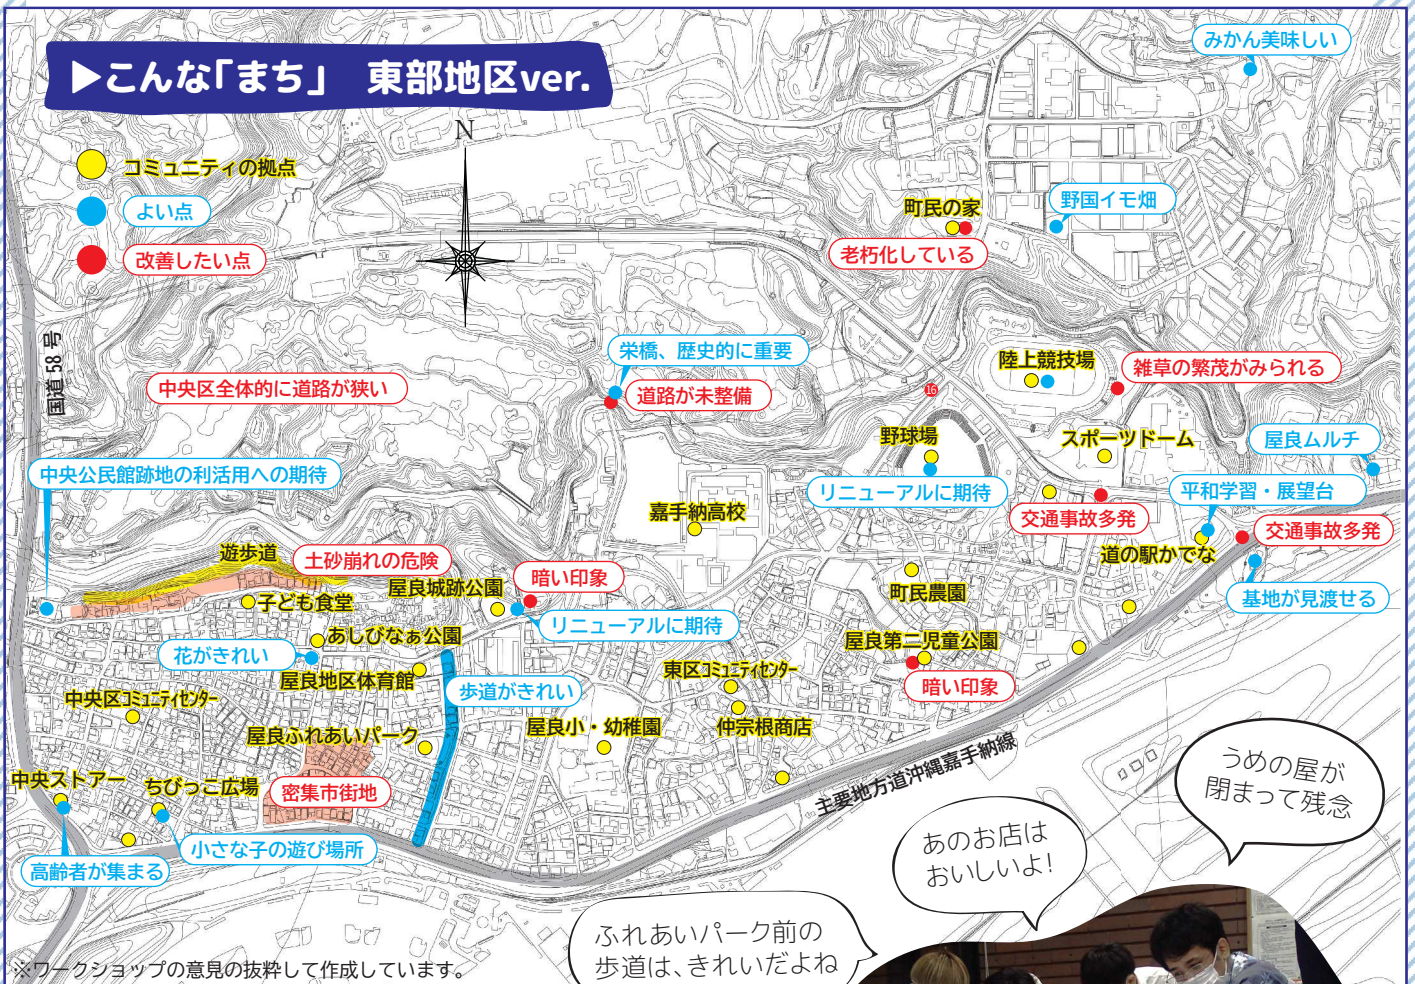 ▶こんな「まち」 東部地区ver.
N
コミュニティの拠点
よい点
改善したい点
みかん美味しい
町民の家
野国イモ畑
老朽化している
国道58号
栄橋、歴史的に重要
道路が未整備
中央区全体的に道路が狭い
16
陸上競技場
雑草の繁茂がみられる
野球場
リニューアルに期待
スポーツドーム
屋良ムルチ
中央公民館跡地の利活用への期待
平和学習・展望台
嘉手納高校
交通事故多発
交通事故多発
道の駅かでな
遊歩道
土砂崩れの危険
屋良城跡公園
暗い印象
子ども食堂
リニューアルに期待
町民農園
基地が見渡せる
あしびなぁ公園
花がきれい
屋良地区体育館
歩道がきれい
東区コミュニティセンター
屋良第二児童公園
暗い印象
中央区コミュニティセンター
屋良ふれあいパーク
屋良小・幼稚園
仲宗根商店
中央ストアー
ちびっこ広場
密集市街地
主要地方道沖縄嘉手納線
小さな子の遊び場所
高齢者が集まる
うめの屋が
閉まって残念
あのお店は
おいしいよ!
ふれあいパーク前の
歩道は、きれいだよね
※ワークショップの意見の抜粋して作成しています。